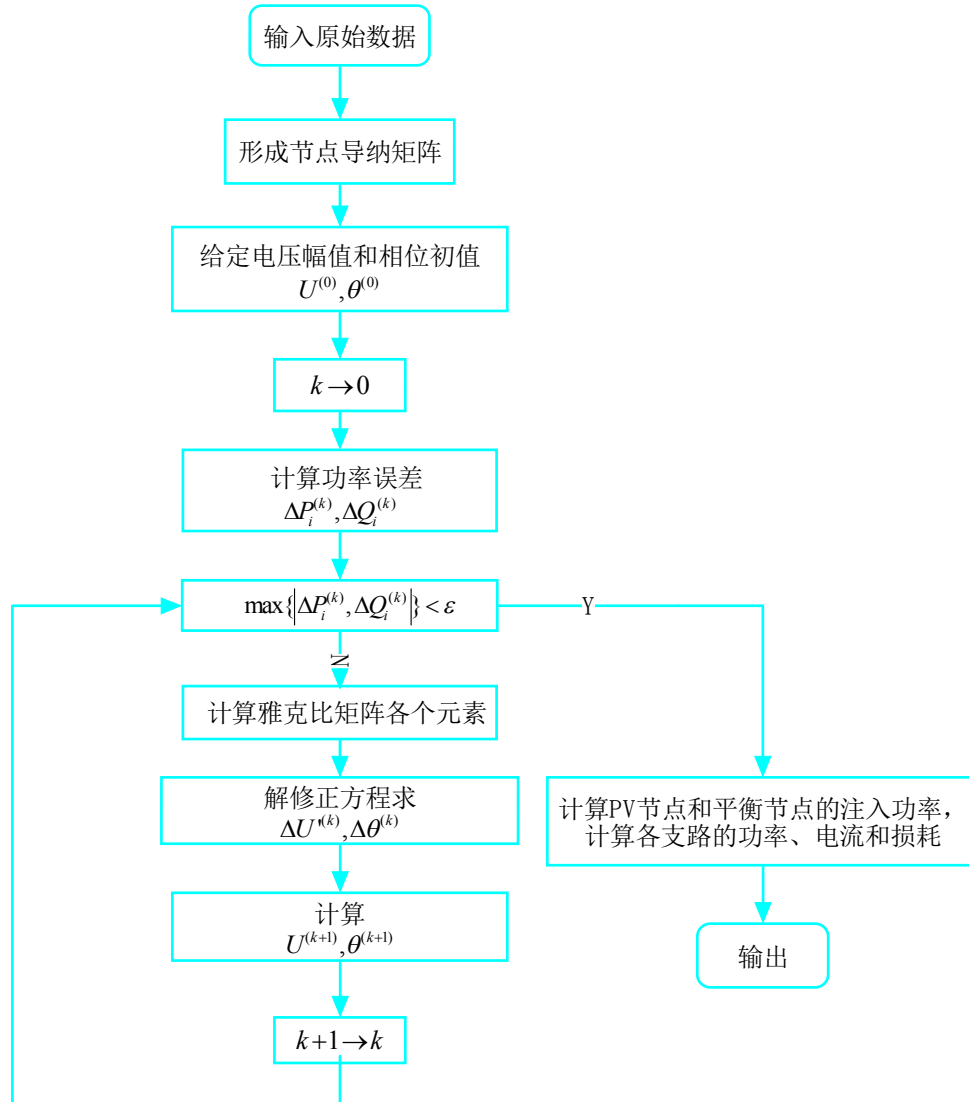 输入原始数据
形成节点导纳矩阵
给定电压幅值和相位初值
U^{(0)},θ^{(0)}
k→0
计算功率误差
ΔP_i^{(k)},ΔQ_i^{(k)}
max{|ΔP_i^{(k)},ΔQ_i^{(k)}|}<ε
Y
N
计算雅克比矩阵各个元素
解修正方程求
ΔU'^{(k)},Δθ^{(k)}
计算PV节点和平衡节点的注入功率,
计算各支路的功率、电流和损耗
计算
U^{(k+1)},θ^{(k+1)}
输出
k+1→k